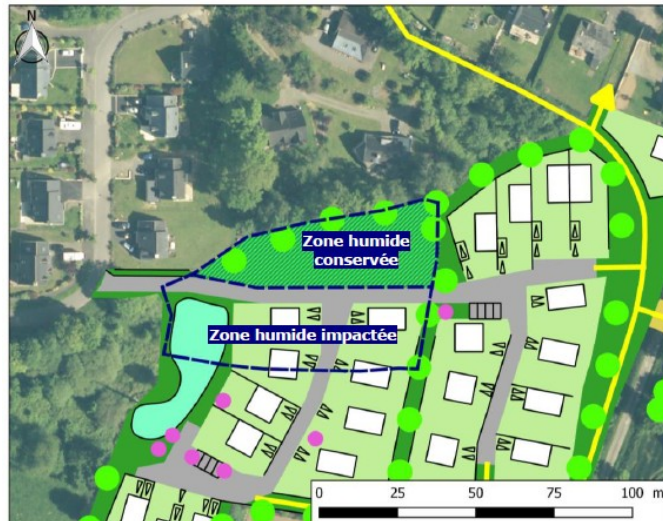 N
Zone humide
conservée
Zone humide impactée
0 25 50 75 100 m